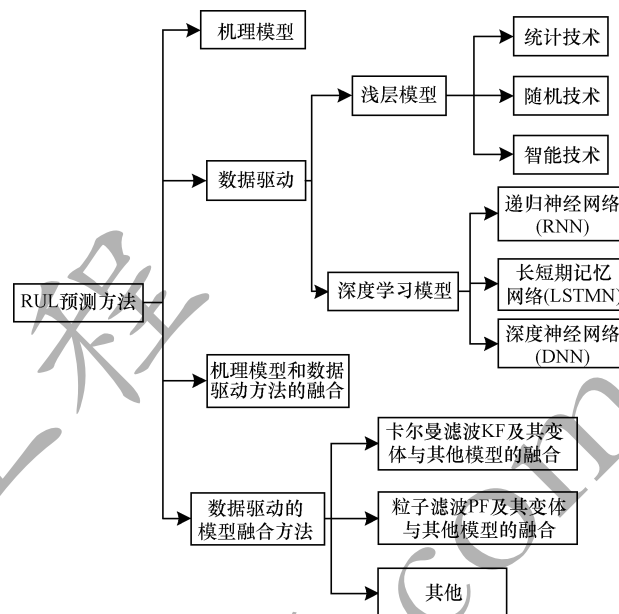 RUL预测方法
机理模型
数据驱动
浅层模型
统计技术
随机技术
智能技术
深度学习模型
递归神经网络
(RNN)
长短期记忆
网络(LSTMN)
深度神经网络
(DNN)
机理模型和数据
驱动方法的融合
数据驱动的
模型融合方法
卡尔曼滤波KF及其变
体与其他模型的融合
粒子滤波PF及其变体
与其他模型的融合
其他
工程
com